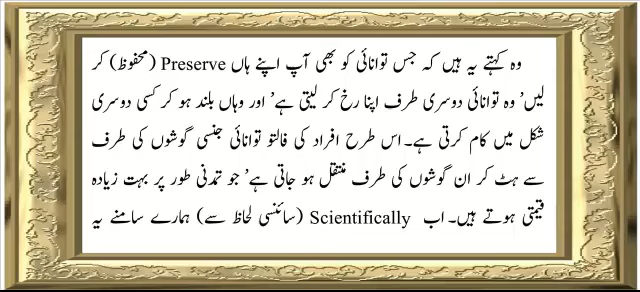 وہ کہتے یہ ہیں کہ جس توانائی کو بھی آپ اپنے ہاں Preserve (محفوظ) کر
لیں’ وہ توانائی دوسری طرف اپنا رخ کر لیتی ہے’ اور وہاں بلند ہو کر کسی دوسری
شکل میں کام کرتی ہے۔ اس طرح افراد کی فالتو توانائی جنسی گوشوں کی طرف
سے ہٹ کر ان گوشوں کی طرف منتقل ہو جاتی ہے’ جو تمدنی طور پر بہت زیادہ
قیمتی ہوتے ہیں۔ اب Scientifically (سائنسی لحاظ سے) ہمارے سامنے یہ